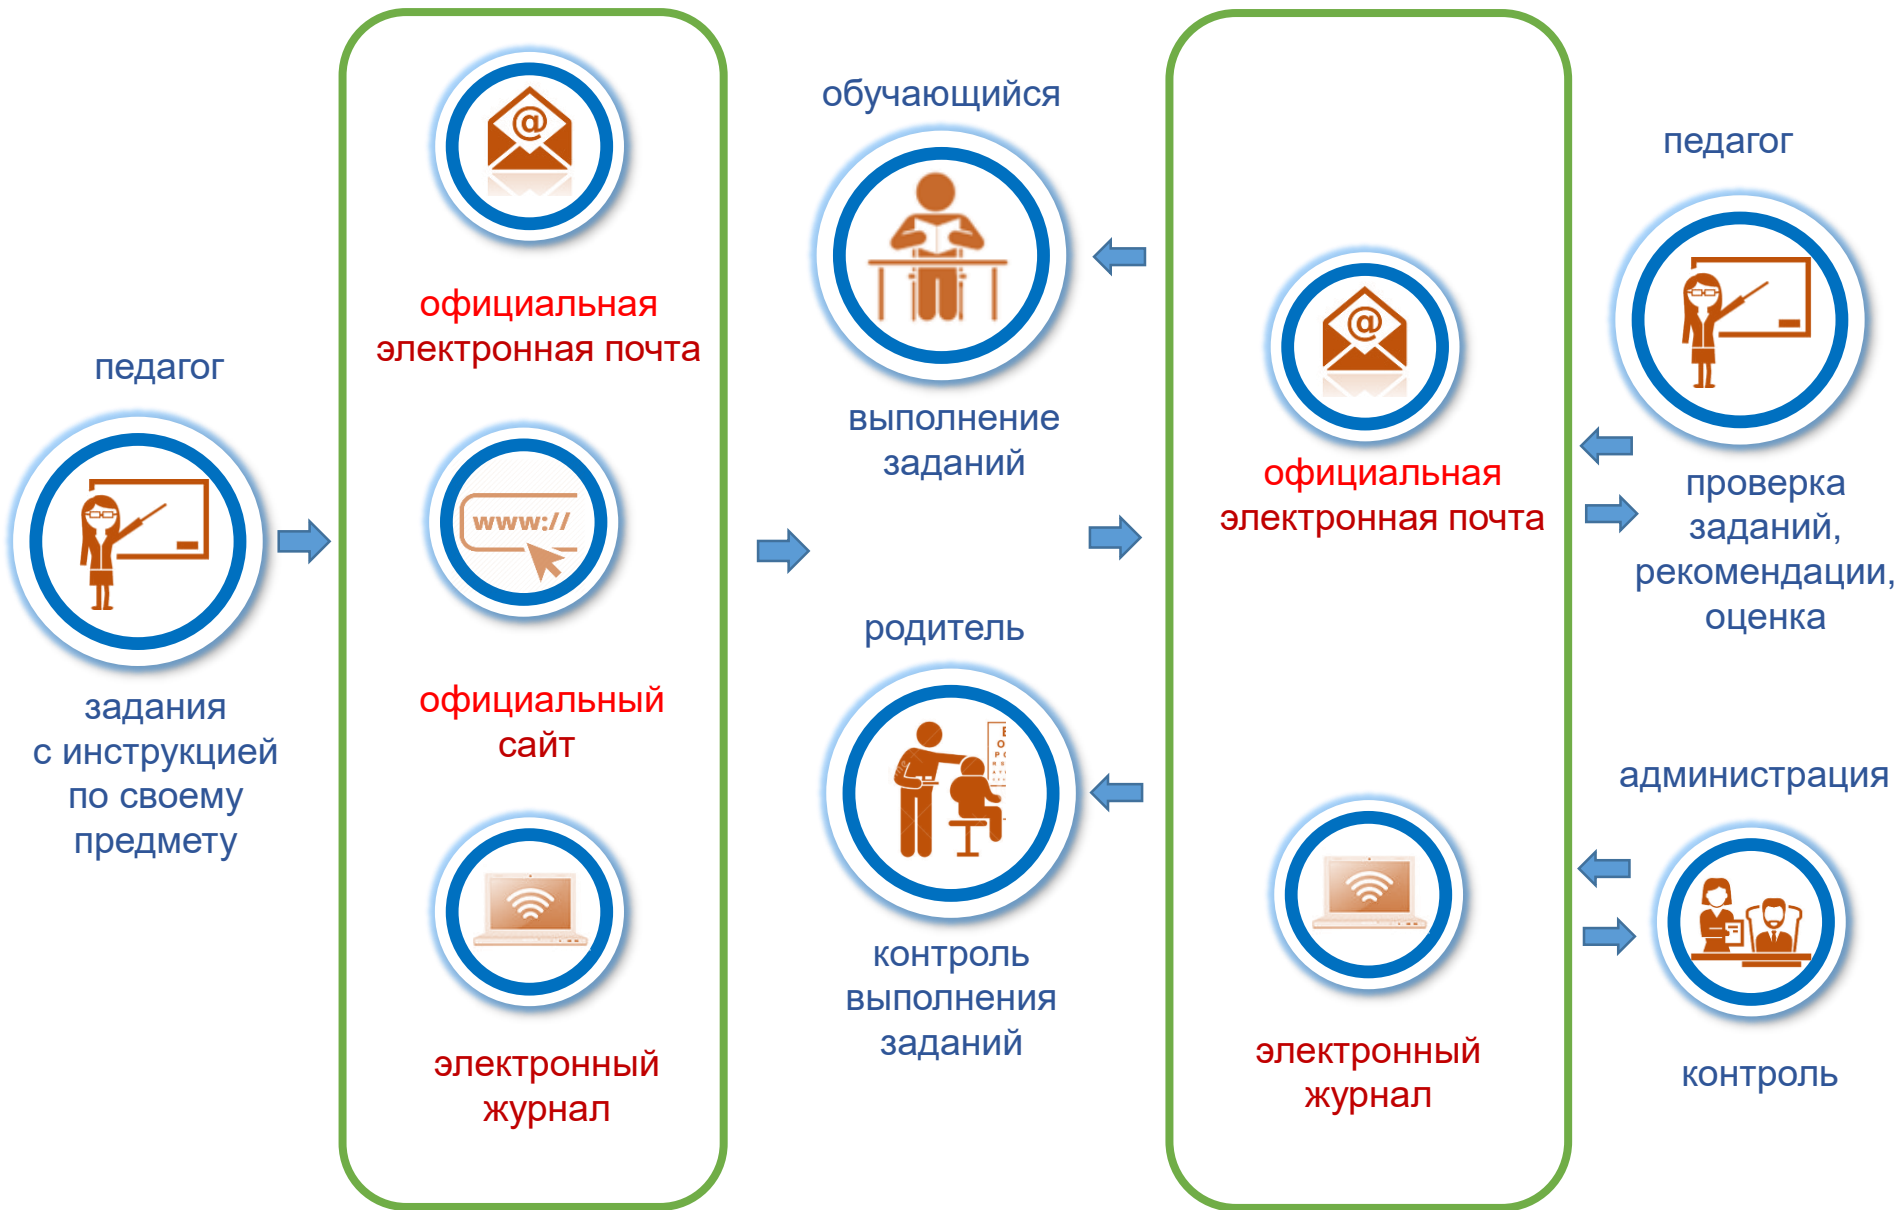 педагог
задания
с инструкцией
по своему
предмету
официальная
электронная почта
www://
официальный
сайт
электронный
журнал
обучающийся
выполнение
заданий
родитель
контроль
выполнения
заданий
официальная
электронная почта
электронный
журнал
педагог
проверка
заданий,
рекомендации,
оценка
администрация
контроль